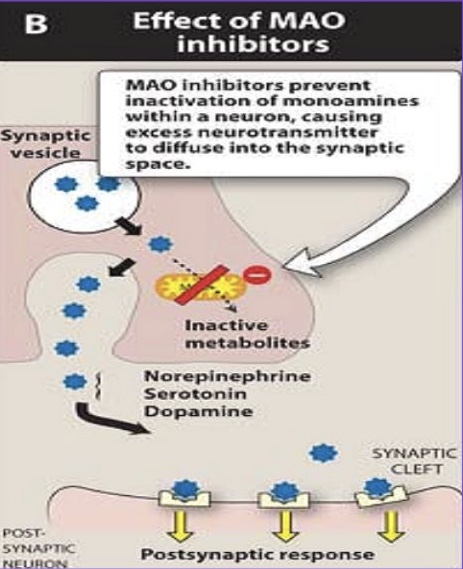 B
Effect of MAO
inhibitors
MAO inhibitors prevent
inactivation of monoamines
within a neuron, causing
excess neurotransmitter
to diffuse into the synaptic
space.
Synaptic
vesicle
Inactive
metabolites
Norepinephrine
Serotonin
Dopamine
SYNAPTIC
CLEFT
POST-
SYNAPTIC
NEURON
Postsynaptic response